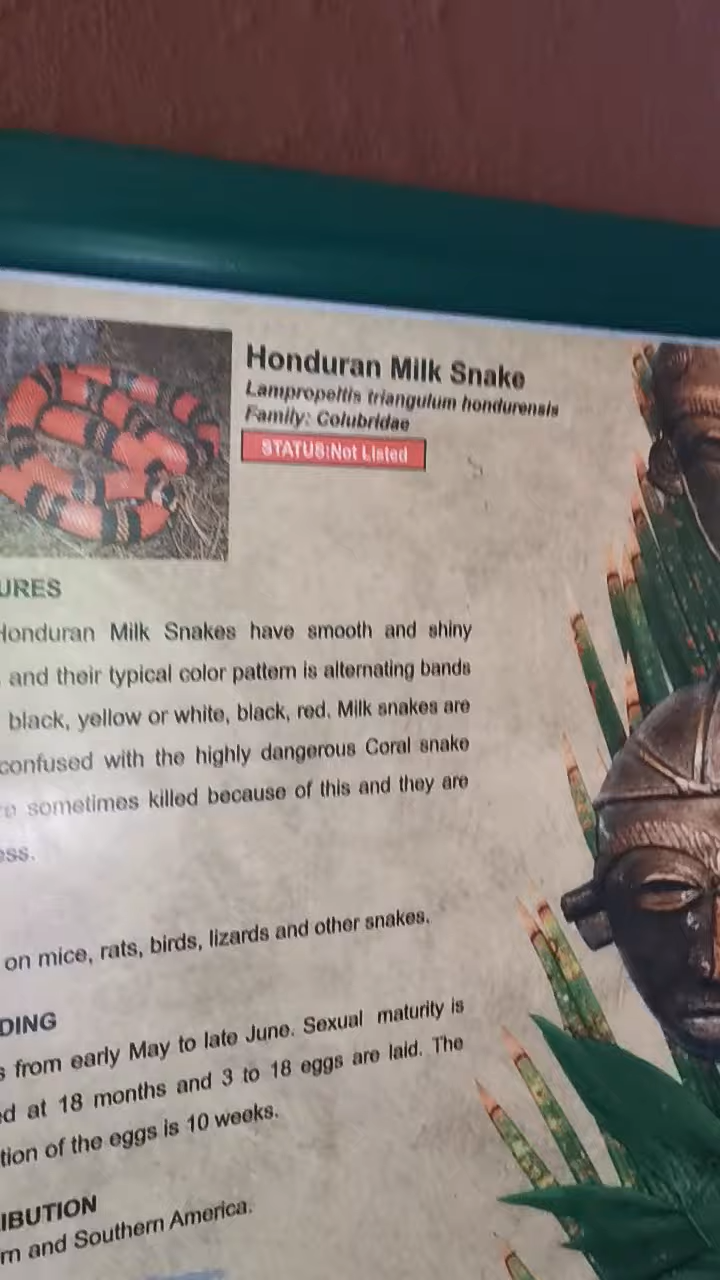 Honduran Milk Snake
Lampropeltis triangulum hondurensis
Family: Colubridae
STATUS:Not Listed
URES
Honduran Milk Snakes have smooth and shiny
, and their typical color pattern is alternating bands
black, yellow or white, black, red. Milk snakes are
confused with the highly dangerous Coral snake
sometimes killed because of this and they are
ess.
on mice, rats, birds, lizards and other snakes.
DING
s from early May to late June. Sexual maturity is
ed at 18 months and 3 to 18 eggs are laid. The
tion of the eggs is 10 weeks.
IBUTION
rn and Southern America.